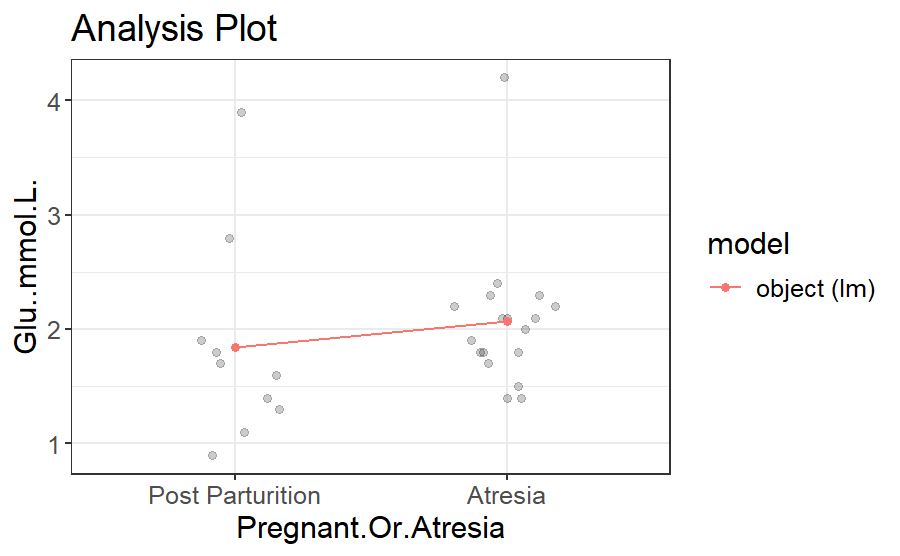 Analysis Plot
Glu..mmol.L.
4
3
2
1
Post Parturition
Atresia
Pregnant.Or.Atresia
model
object (lm)